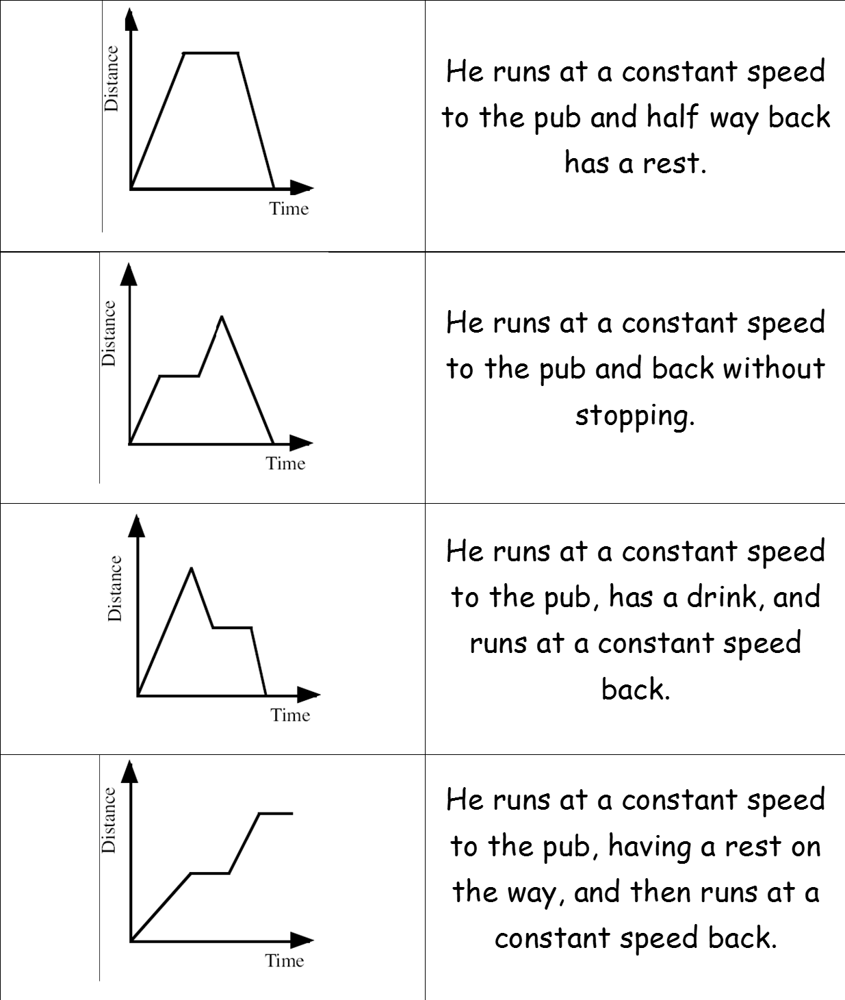 Distance
Time
He runs at a constant speed
to the pub and half way back
has a rest.
Distance
Time
He runs at a constant speed
to the pub and back without
stopping.
Distance
Time
He runs at a constant speed
to the pub, has a drink, and
runs at a constant speed
back.
Distance
Time
He runs at a constant speed
to the pub, having a rest on
the way, and then runs at a
constant speed back.